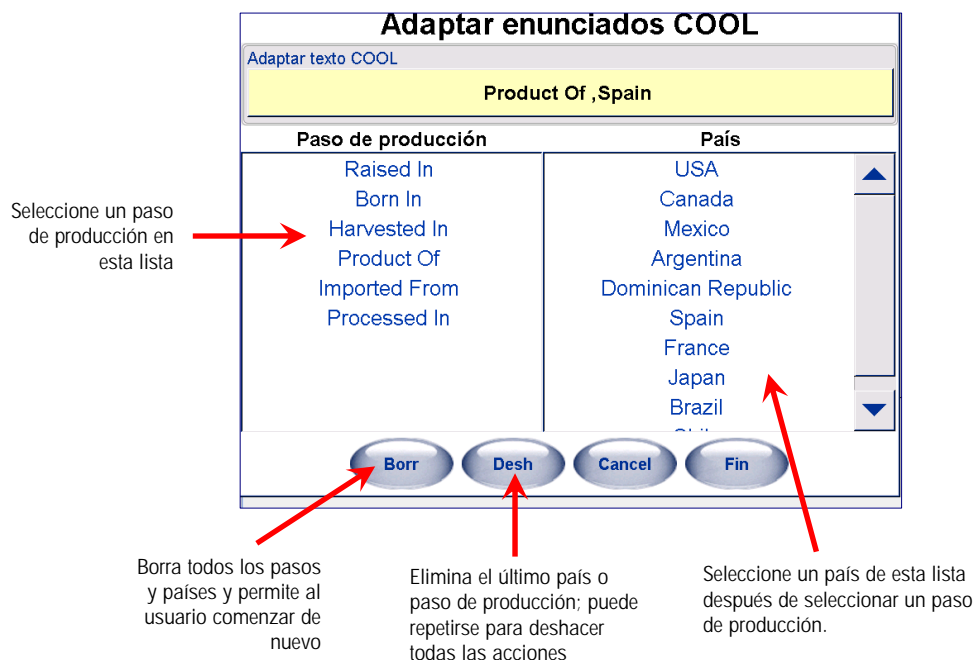 Adaptar enunciados COOL
Adaptar texto COOL
Product Of ,Spain
Paso de producción
País
Raised In
Born In
Harvested In
Product Of
Imported From
Processed In
USA
Canada
Mexico
Argentina
Dominican Republic
Spain
France
Japan
Brazil
Borr
Desh
Cancel
Fin
Seleccione un paso
de producción en
esta lista
Borra todos los pasos
y países y permite al
usuario comenzar de
nuevo
Elimina el último país o
paso de producción; puede
repetirse para deshacer
todas las acciones
Seleccione un país de esta lista
después de seleccionar un paso
de producción.